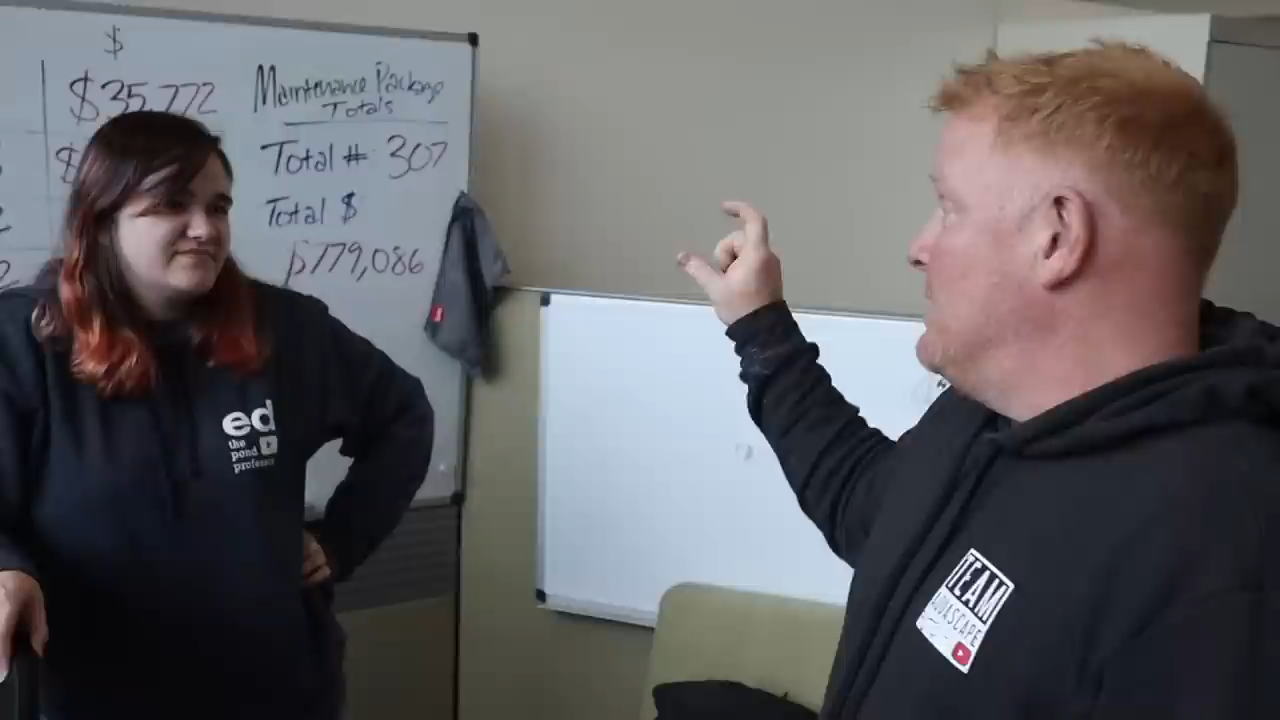 $
$35,772
$
Maintenance Package
Totals
Total # 307
Total $
$779,086
ed
the
pond
professor
TEAM
AQUASCAPE